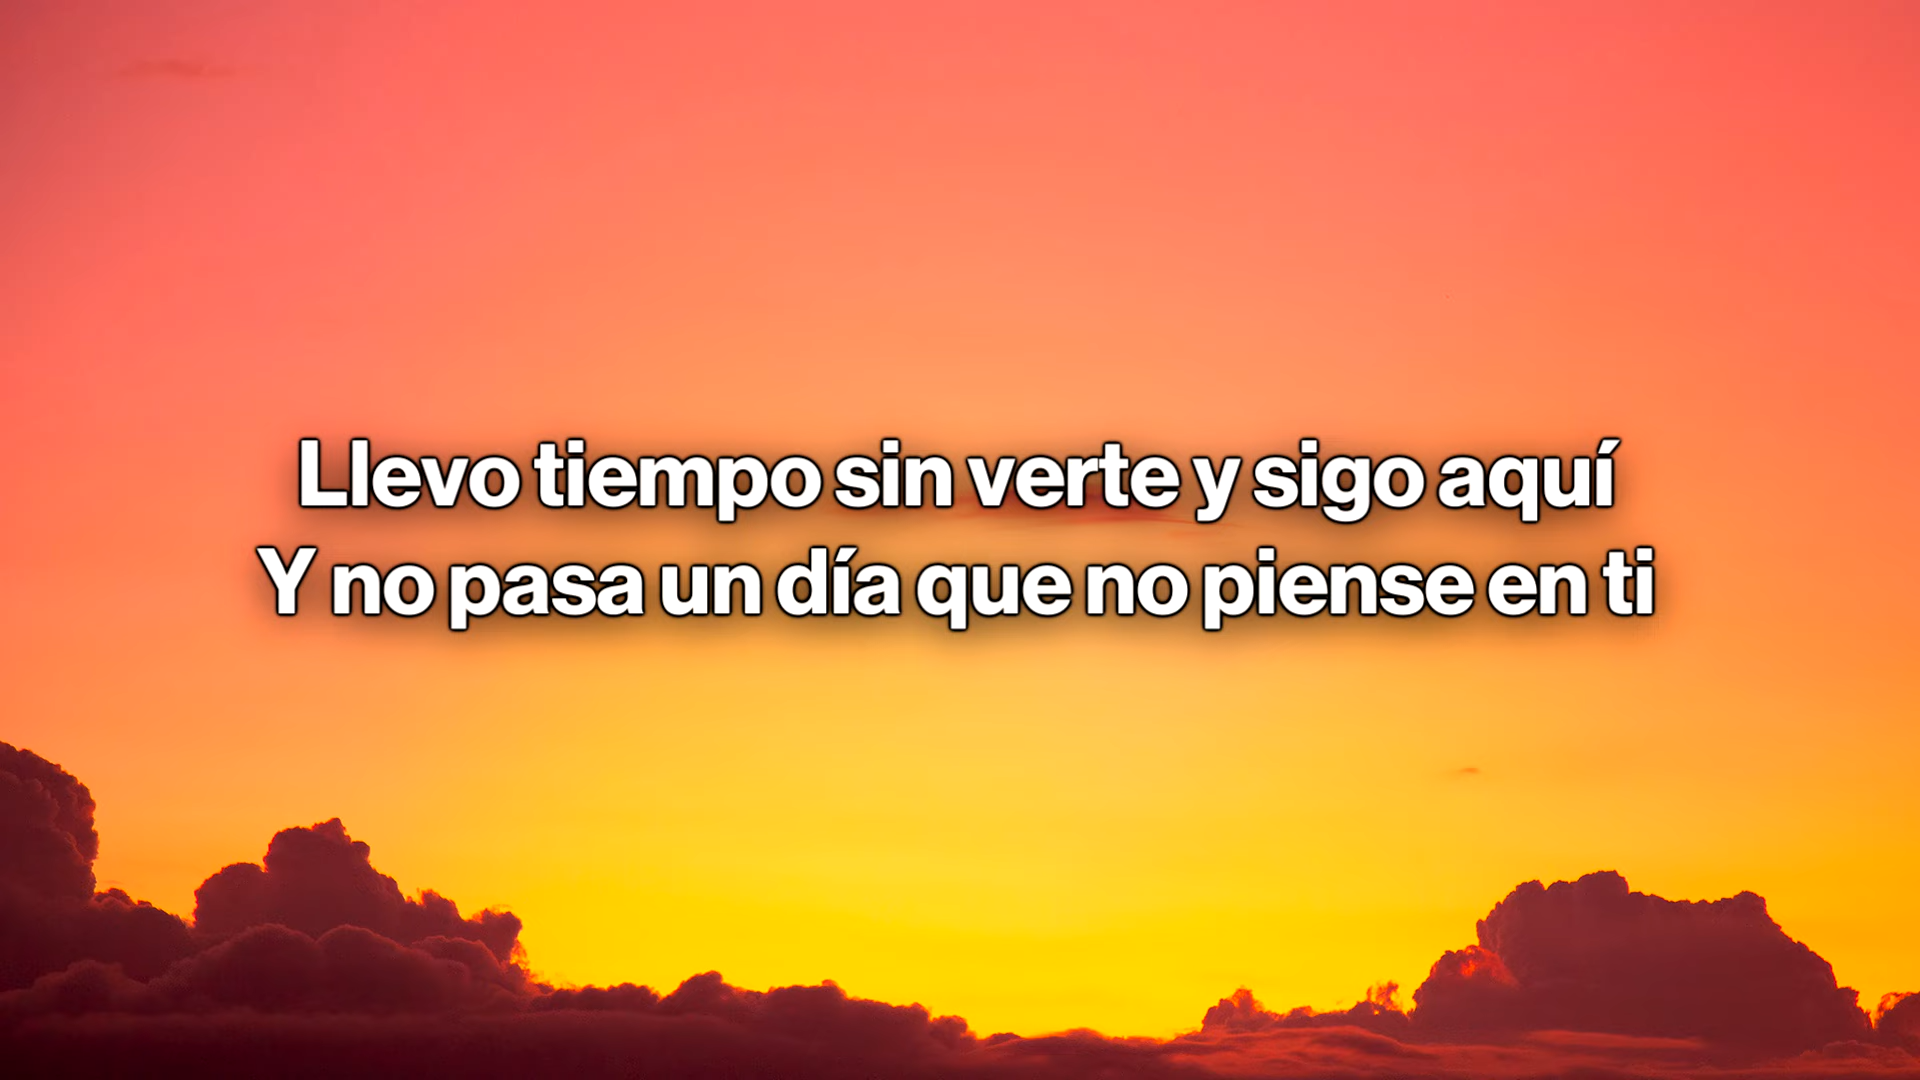 Llevo tiempo sin verte y sigo aquí
Y no pasa un día que no piense en ti